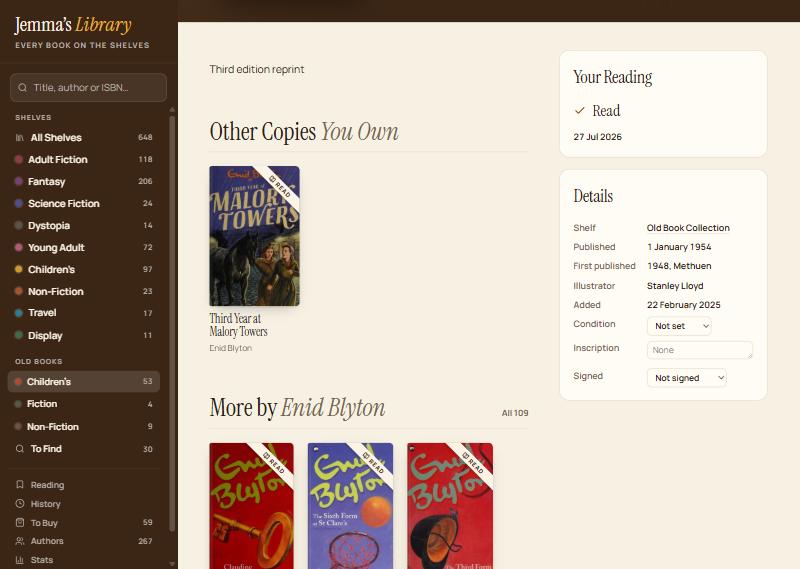 Jemma's Library
EVERY BOOK ON THE SHELVES
Title, author or ISBN...
SHELVES
All Shelves 648
Adult Fiction 118
Fantasy 206
Science Fiction 24
Dystopia 14
Young Adult 72
Children's 97
Non-Fiction 23
Travel 17
Display 11
OLD BOOKS
Children's 53
Fiction 4
Non-Fiction 9
To Find 30
Reading
History
To Buy 59
Authors 267
Stats
Third edition reprint
Other Copies You Own
Enid B
READ
THIRD YEAR at
MALORY
TOWERS
Third Year at
Malory Towers
Enid Blyton
More by Enid Blyton
All 109
Enid
Blyton
READ
Claudine
Enid
Blyton
READ
The Sixth Form
at St Clare's
Enid
Blyton
READ
The Third Form
Your Reading
Read
27 Jul 2026
Details
Shelf Old Book Collection
Published 1 January 1954
First published 1948, Methuen
Illustrator Stanley Lloyd
Added 22 February 2025
Condition Not set
Inscription None
Signed Not signed